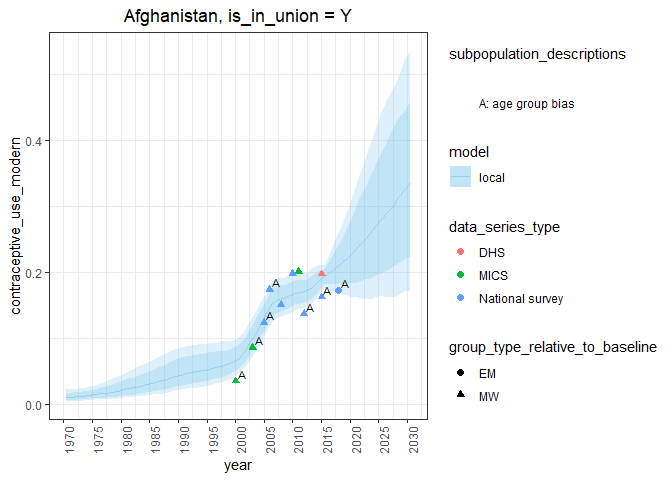 Afghanistan, is_in_union = Y
contraceptive_use_modern
0.4
0.2
0.0
A
A
A
A
A
A
A
1970
1975
1980
1985
1990
1995
2000
2005
2010
2015
2020
2025
2030
year
subpopulation_descriptions
A: age group bias
model
local
data_series_type
DHS
MICS
National survey
group_type_relative_to_baseline
EM
MW